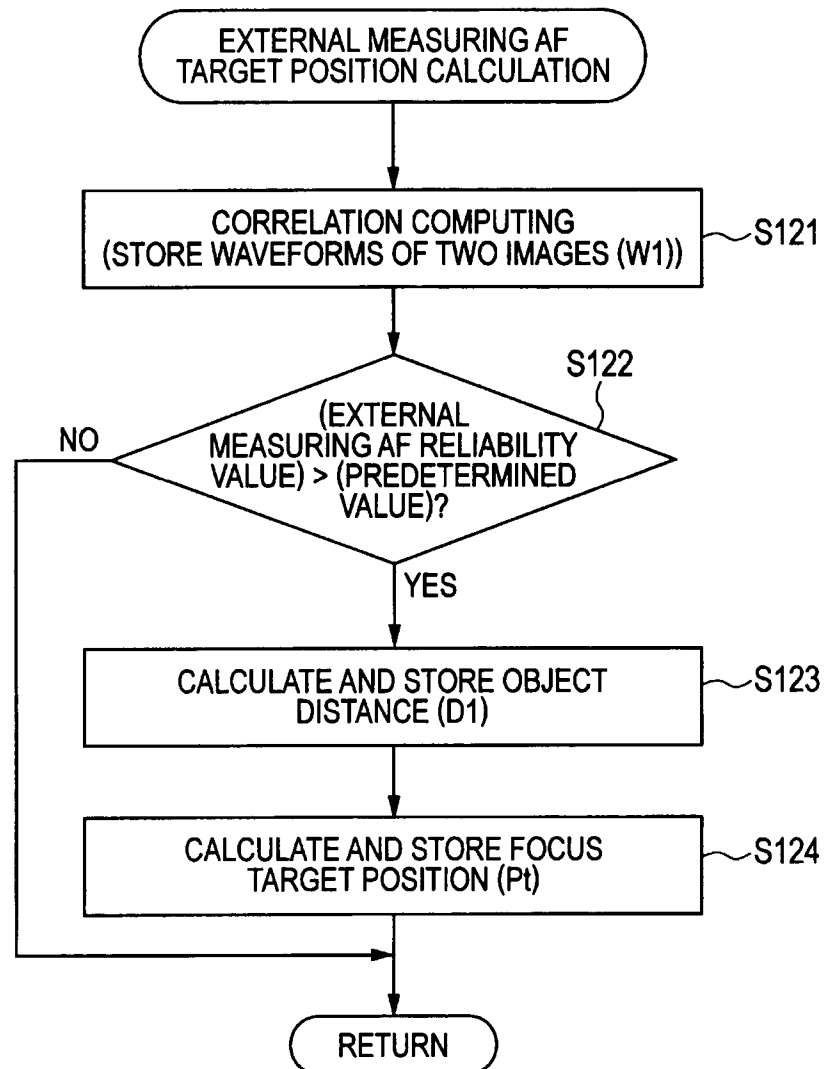 EXTERNAL MEASURING AF
TARGET POSITION CALCULATION
CORRELATION COMPUTING
(STORE WAVEFORMS OF TWO IMAGES (W1))
S121
S122
(EXTERNAL
MEASURING AF RELIABILITY
VALUE) > (PREDETERMINED
VALUE)?
NO
YES
CALCULATE AND STORE OBJECT
DISTANCE (D1)
S123
CALCULATE AND STORE FOCUS
TARGET POSITION (Pt)
S124
RETURN